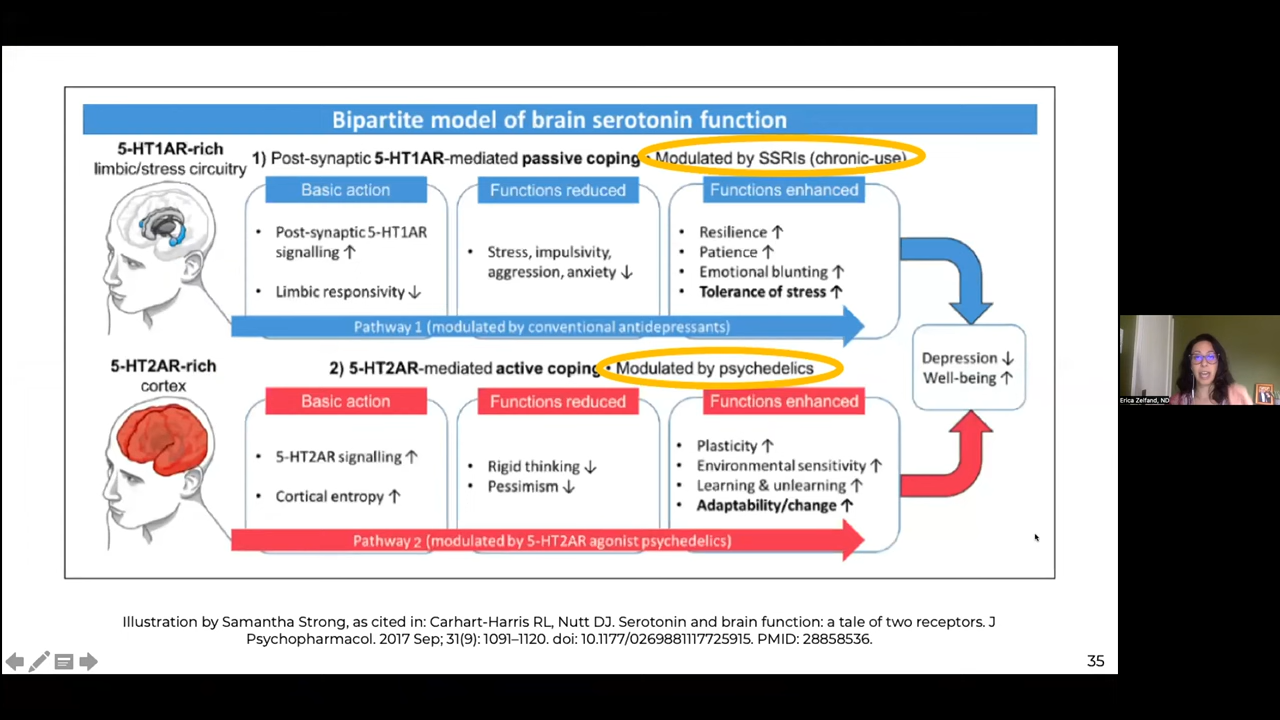 Bipartite model of brain serotonin function
5-HT1AR-rich
limbic/stress circuitry
1) Post-synaptic 5-HT1AR-mediated passive coping • Modulated by SSRIs (chronic-use)
Basic action
Functions reduced
Functions enhanced
• Post-synaptic 5-HT1AR
signalling ↑
• Limbic responsivity ↓
• Stress, impulsivity,
aggression, anxiety ↓
• Resilience ↑
• Patience ↑
• Emotional blunting ↑
• Tolerance of stress ↑
Pathway 1 (modulated by conventional antidepressants)
5-HT2AR-rich
cortex
2) 5-HT2AR-mediated active coping • Modulated by psychedelics
Basic action
Functions reduced
Functions enhanced
• 5-HT2AR signalling ↑
• Cortical entropy ↑
• Rigid thinking ↓
• Pessimism ↓
• Plasticity ↑
• Environmental sensitivity ↑
• Learning & unlearning ↑
• Adaptability/change ↑
Pathway 2 (modulated by 5-HT2AR agonist psychedelics)
Depression ↓
Well-being ↑
Illustration by Samantha Strong, as cited in: Carhart-Harris RL, Nutt DJ. Serotonin and brain function: a tale of two receptors. J
Psychopharmacol. 2017 Sep; 31(9): 1091–1120. doi: 10.1177/0269881117725915. PMID: 28858536.
35
Erica Zelfand, ND